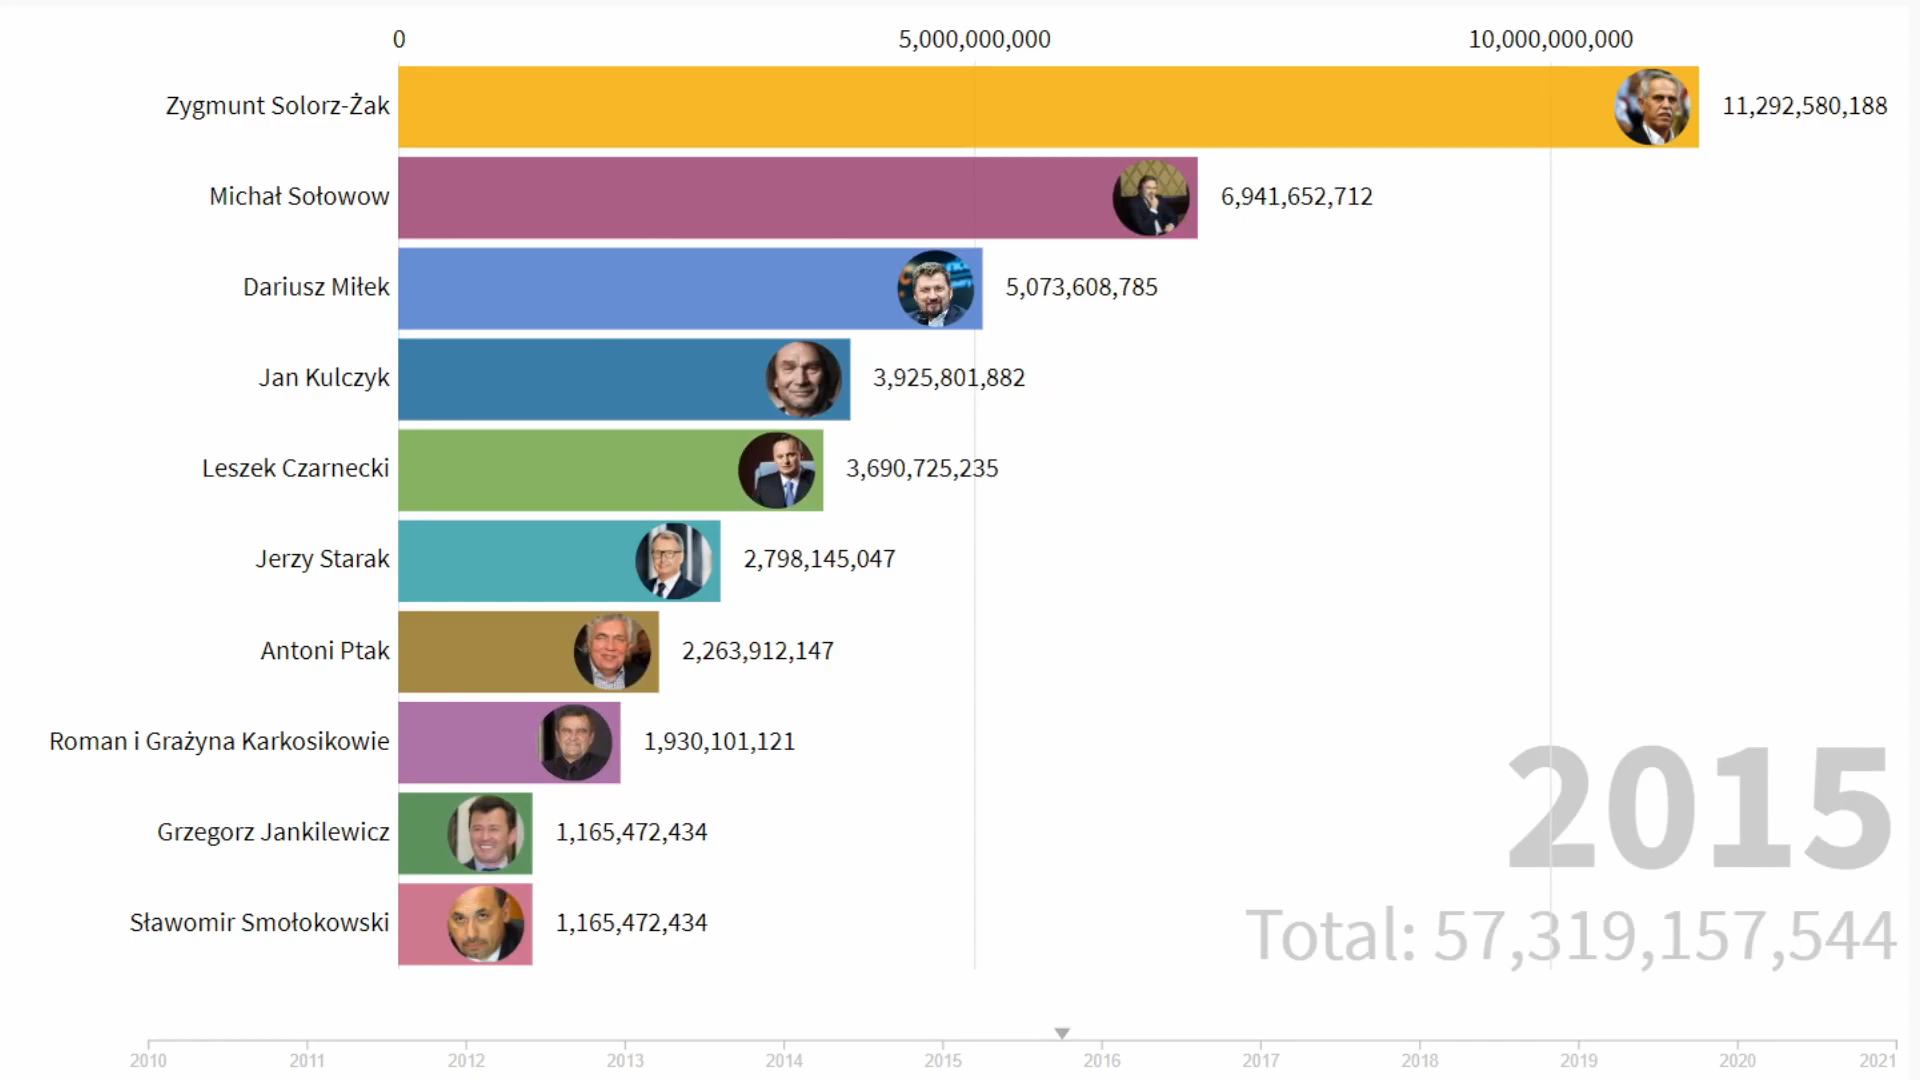 0 5,000,000,000 10,000,000,000
Zygmunt Solorz-Żak 11,292,580,188
Michał Sołowow 6,941,652,712
Dariusz Miłek 5,073,608,785
Jan Kulczyk 3,925,801,882
Leszek Czarnecki 3,690,725,235
Jerzy Starak 2,798,145,047
Antoni Ptak 2,263,912,147
Roman i Grażyna Karkosikowie 1,930,101,121
Grzegorz Jankilewicz 1,165,472,434
Sławomir Smołokowski 1,165,472,434
2015
Total: 57,319,157,544
2010 2011 2012 2013 2014 2015 2016 2017 2018 2019 2020 2021